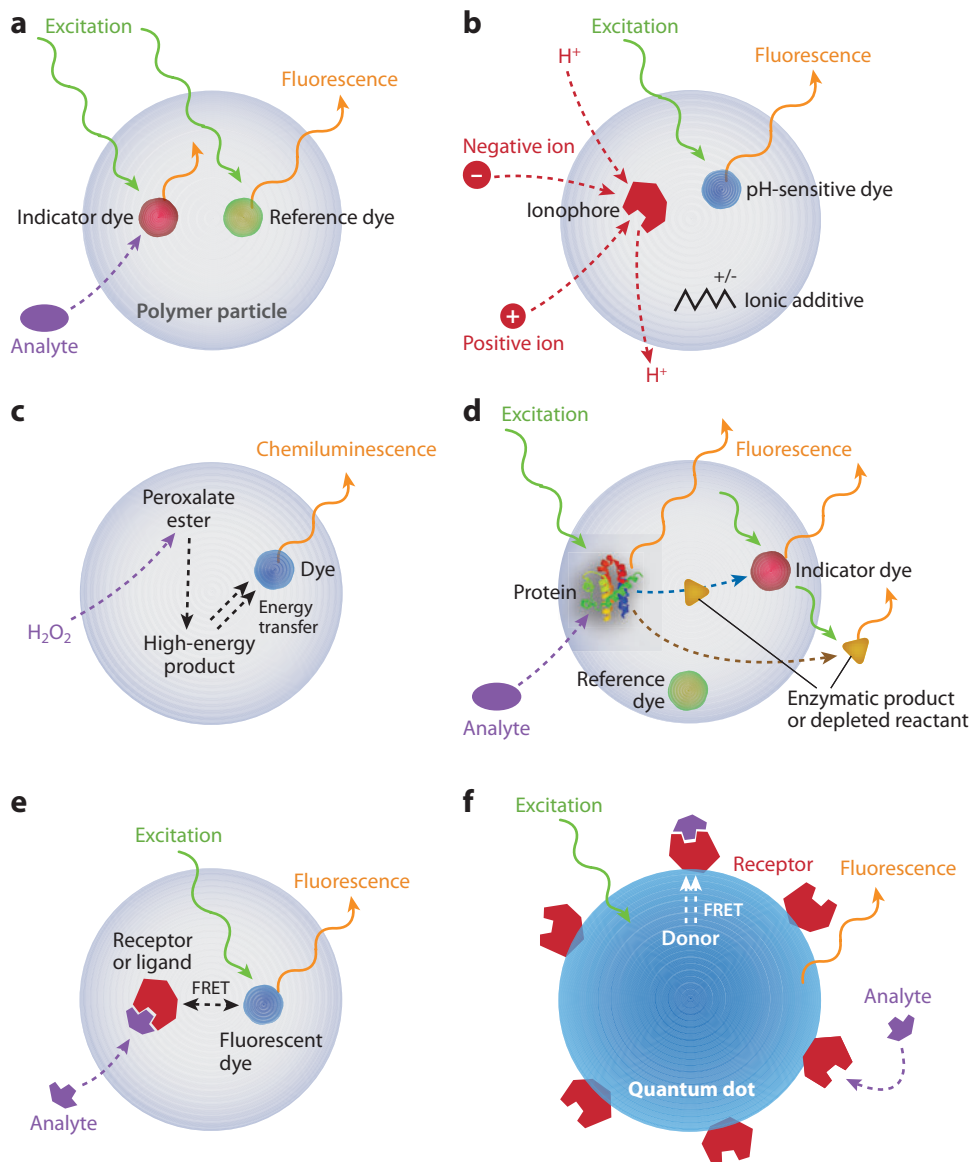 a
Excitation
Fluorescence
Indicator dye
Reference dye
Polymer particle
Analyte
b
Excitation
H⁺
Fluorescence
Negative ion
−
pH-sensitive dye
Ionophore
+/-
Ionic additive
+
Positive ion
H⁺
c
Chemiluminescence
Peroxalate
ester
Dye
Energy
transfer
H₂O₂
High-energy
product
d
Excitation
Fluorescence
Protein
Indicator dye
Reference
dye
Analyte
Enzymatic product
or depleted reactant
e
Excitation
Fluorescence
Receptor
or ligand
FRET
Fluorescent
dye
Analyte
f
Excitation
Receptor
Fluorescence
FRET
Donor
Analyte
Quantum dot